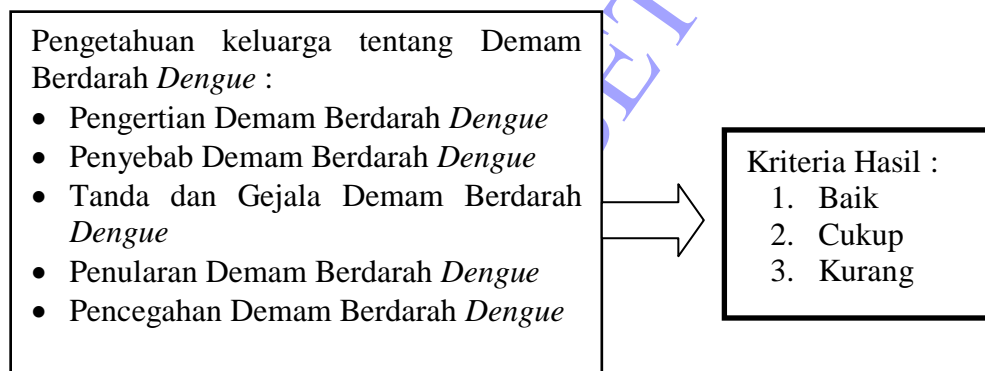 Pengetahuan keluarga tentang Demam
Berdarah Dengue :
• Pengertian Demam Berdarah Dengue
• Penyebab Demam Berdarah Dengue
• Tanda dan Gejala Demam Berdarah
Dengue
• Penularan Demam Berdarah Dengue
• Pencegahan Demam Berdarah Dengue
Kriteria Hasil :
1. Baik
2. Cukup
3. Kurang